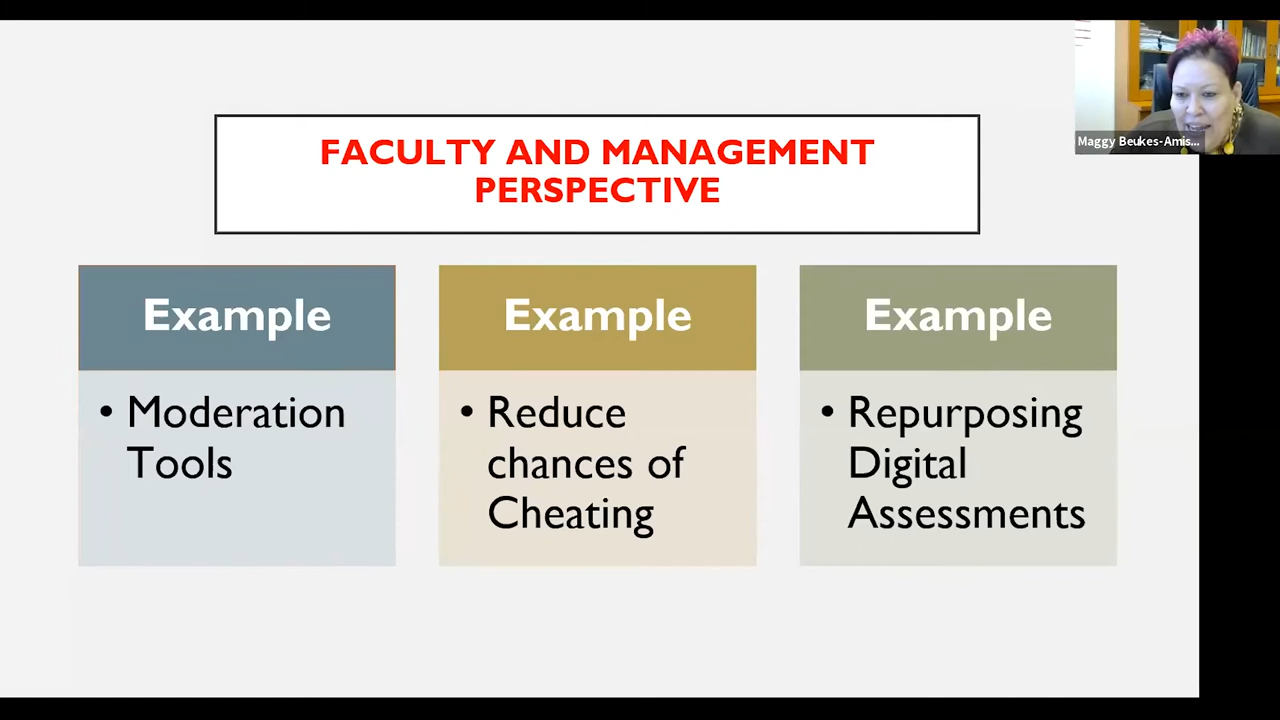 FACULTY AND MANAGEMENT
PERSPECTIVE
Maggy Beukes-Amis...
Example
• Moderation
Tools
Example
• Reduce
chances of
Cheating
Example
• Repurposing
Digital
Assessments